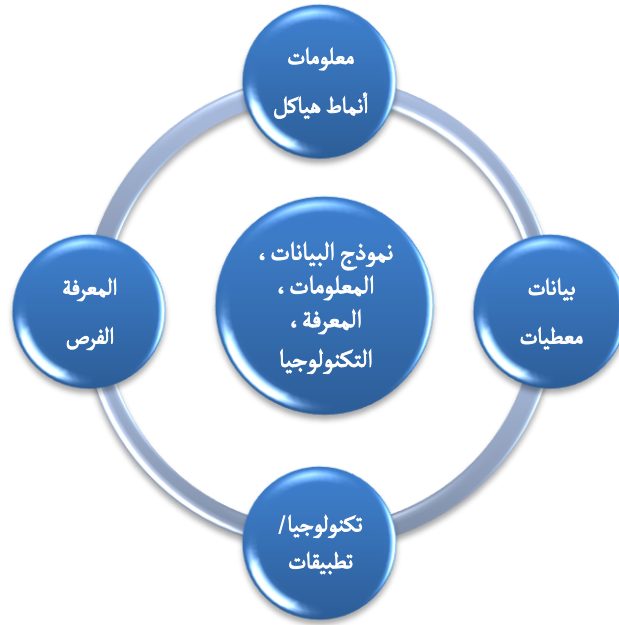 معلومات
أنماط هياكل
نموذج البيانات ،
المعلومات ،
المعرفة ،
التكنولوجيا
بيانات
معطيات
المعرفة
الفرص
تكنولوجيا/
تطبيقات